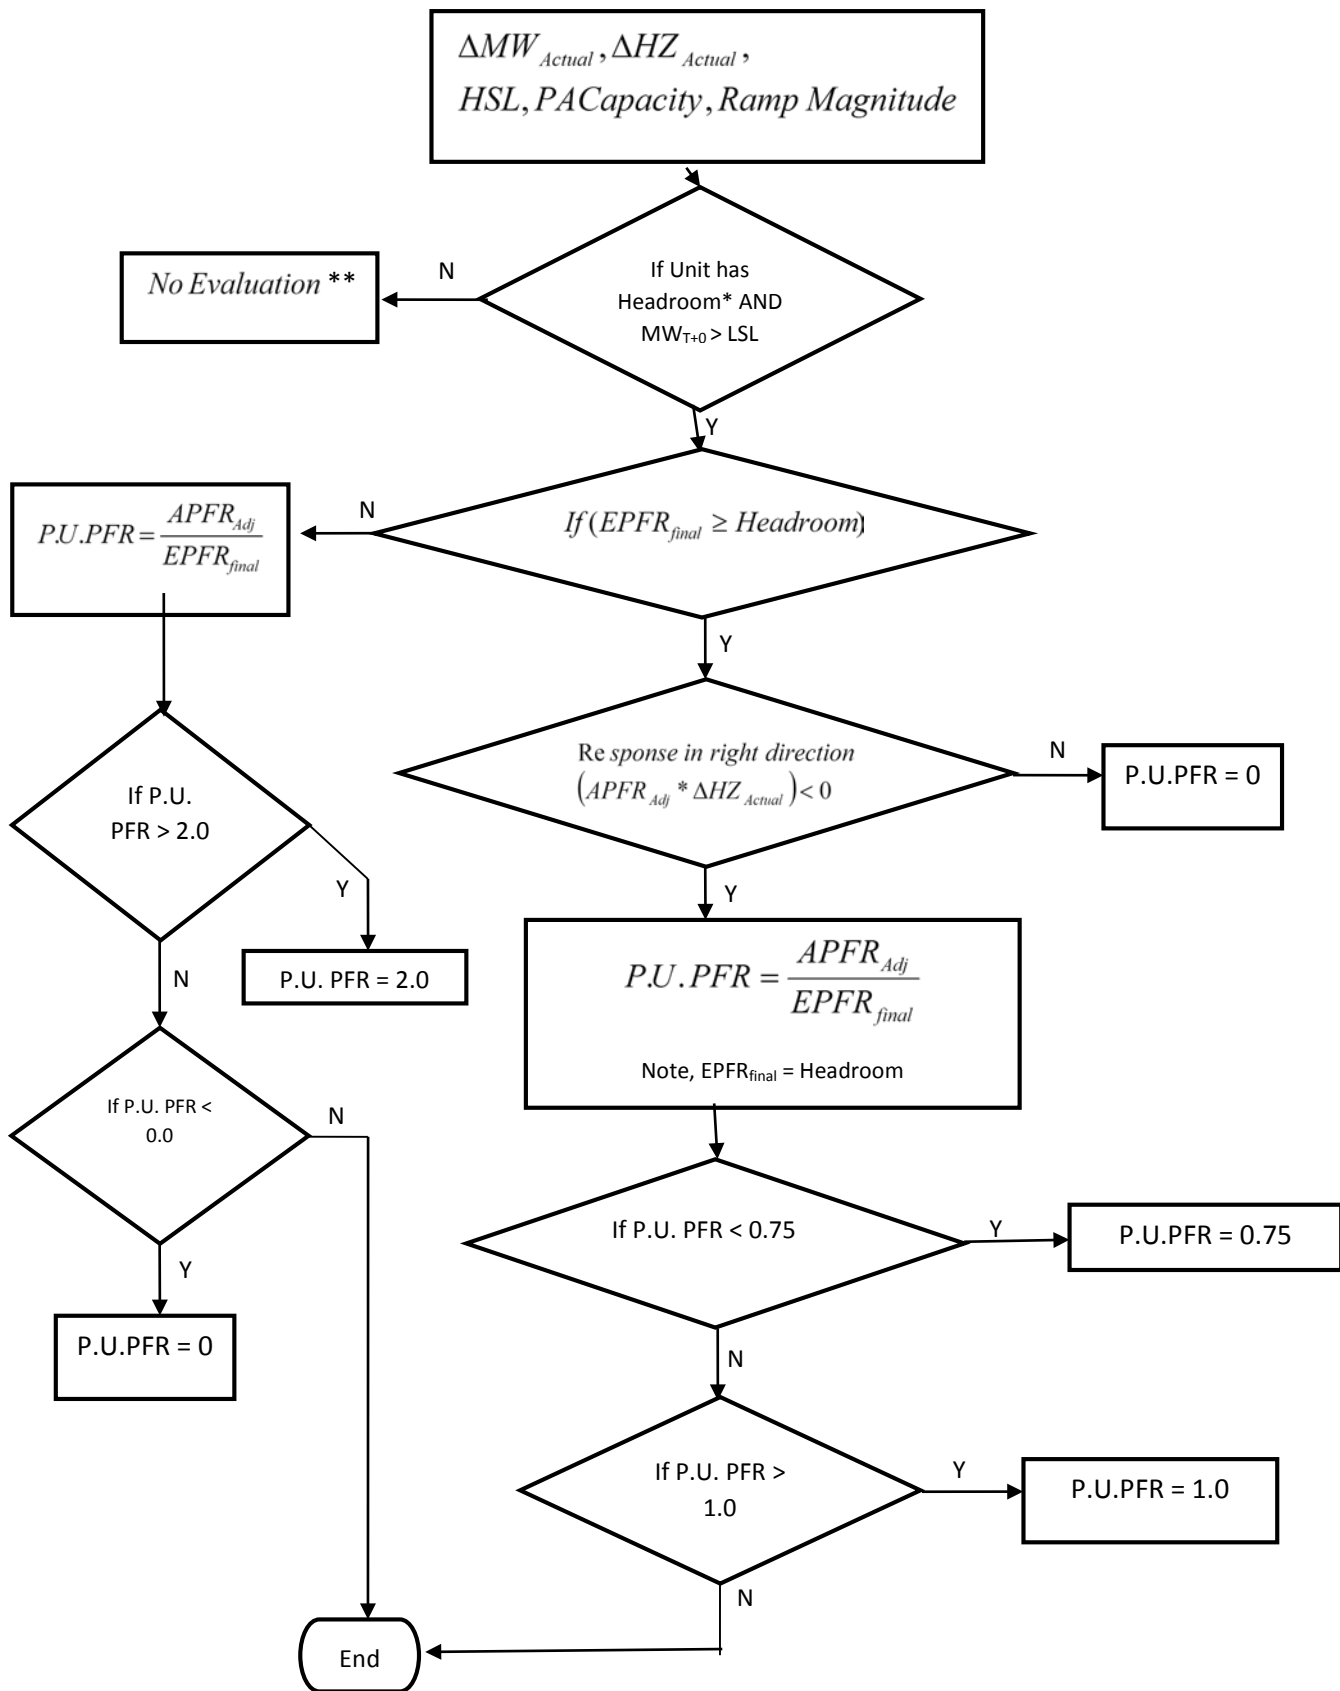 ΔMW_Actual, ΔHZ_Actual,
HSL, PACapacity, Ramp Magnitude
If Unit has
Headroom* AND
MW_T+0 > LSL
N
No Evaluation **
Y
If (EPFR_final ≥ Headroom)
N
P.U.PFR = APFR_Adj / EPFR_final
Y
Re sponse in right direction
(APFR_Adj * ΔHZ_Actual) < 0
N
P.U.PFR = 0
If P.U.
PFR > 2.0
Y
P.U. PFR = 2.0
N
Y
P.U.PFR = APFR_Adj / EPFR_final
Note, EPFR_final = Headroom
If P.U. PFR <
0.0
N
Y
P.U.PFR = 0
If P.U. PFR < 0.75
Y
P.U.PFR = 0.75
N
If P.U. PFR >
1.0
Y
P.U.PFR = 1.0
N
End